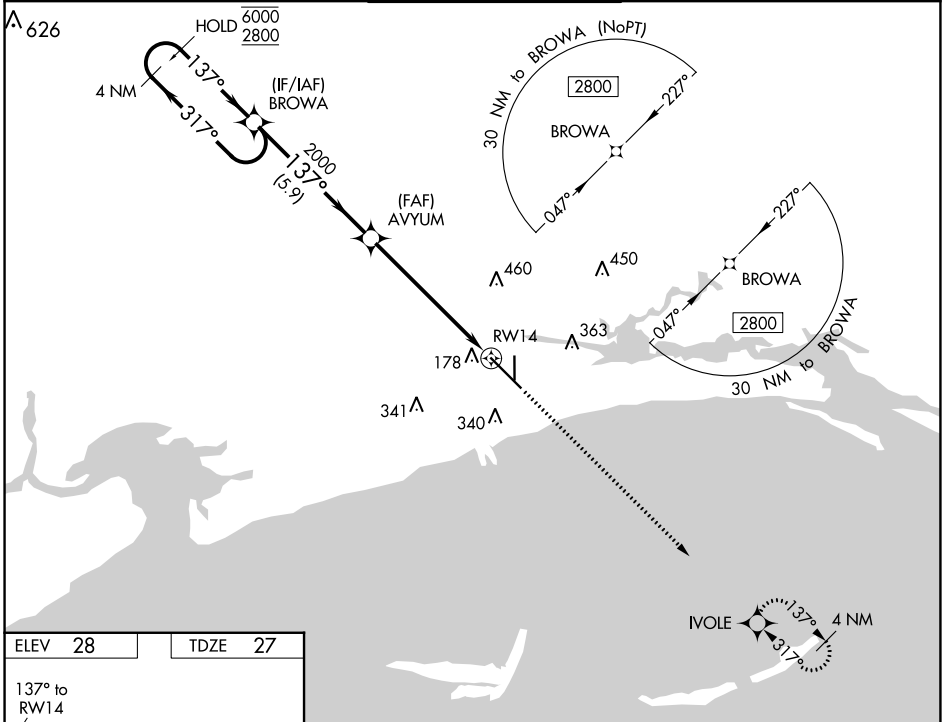 626
HOLD 6000
2800
4 NM
137°
317°
(IF/IAF)
BROWA
2000
137°
(5.9)
(FAF)
AVYUM
30 NM to BROWA (NoPT)
2800
227°
BROWA
047°
227°
BROWA
047°
2800
30 NM to BROWA
460
450
363
RW14
178
341
340
IVOLE
137°
4 NM
317°
ELEV 28
TDZE 27
137° to
RW14